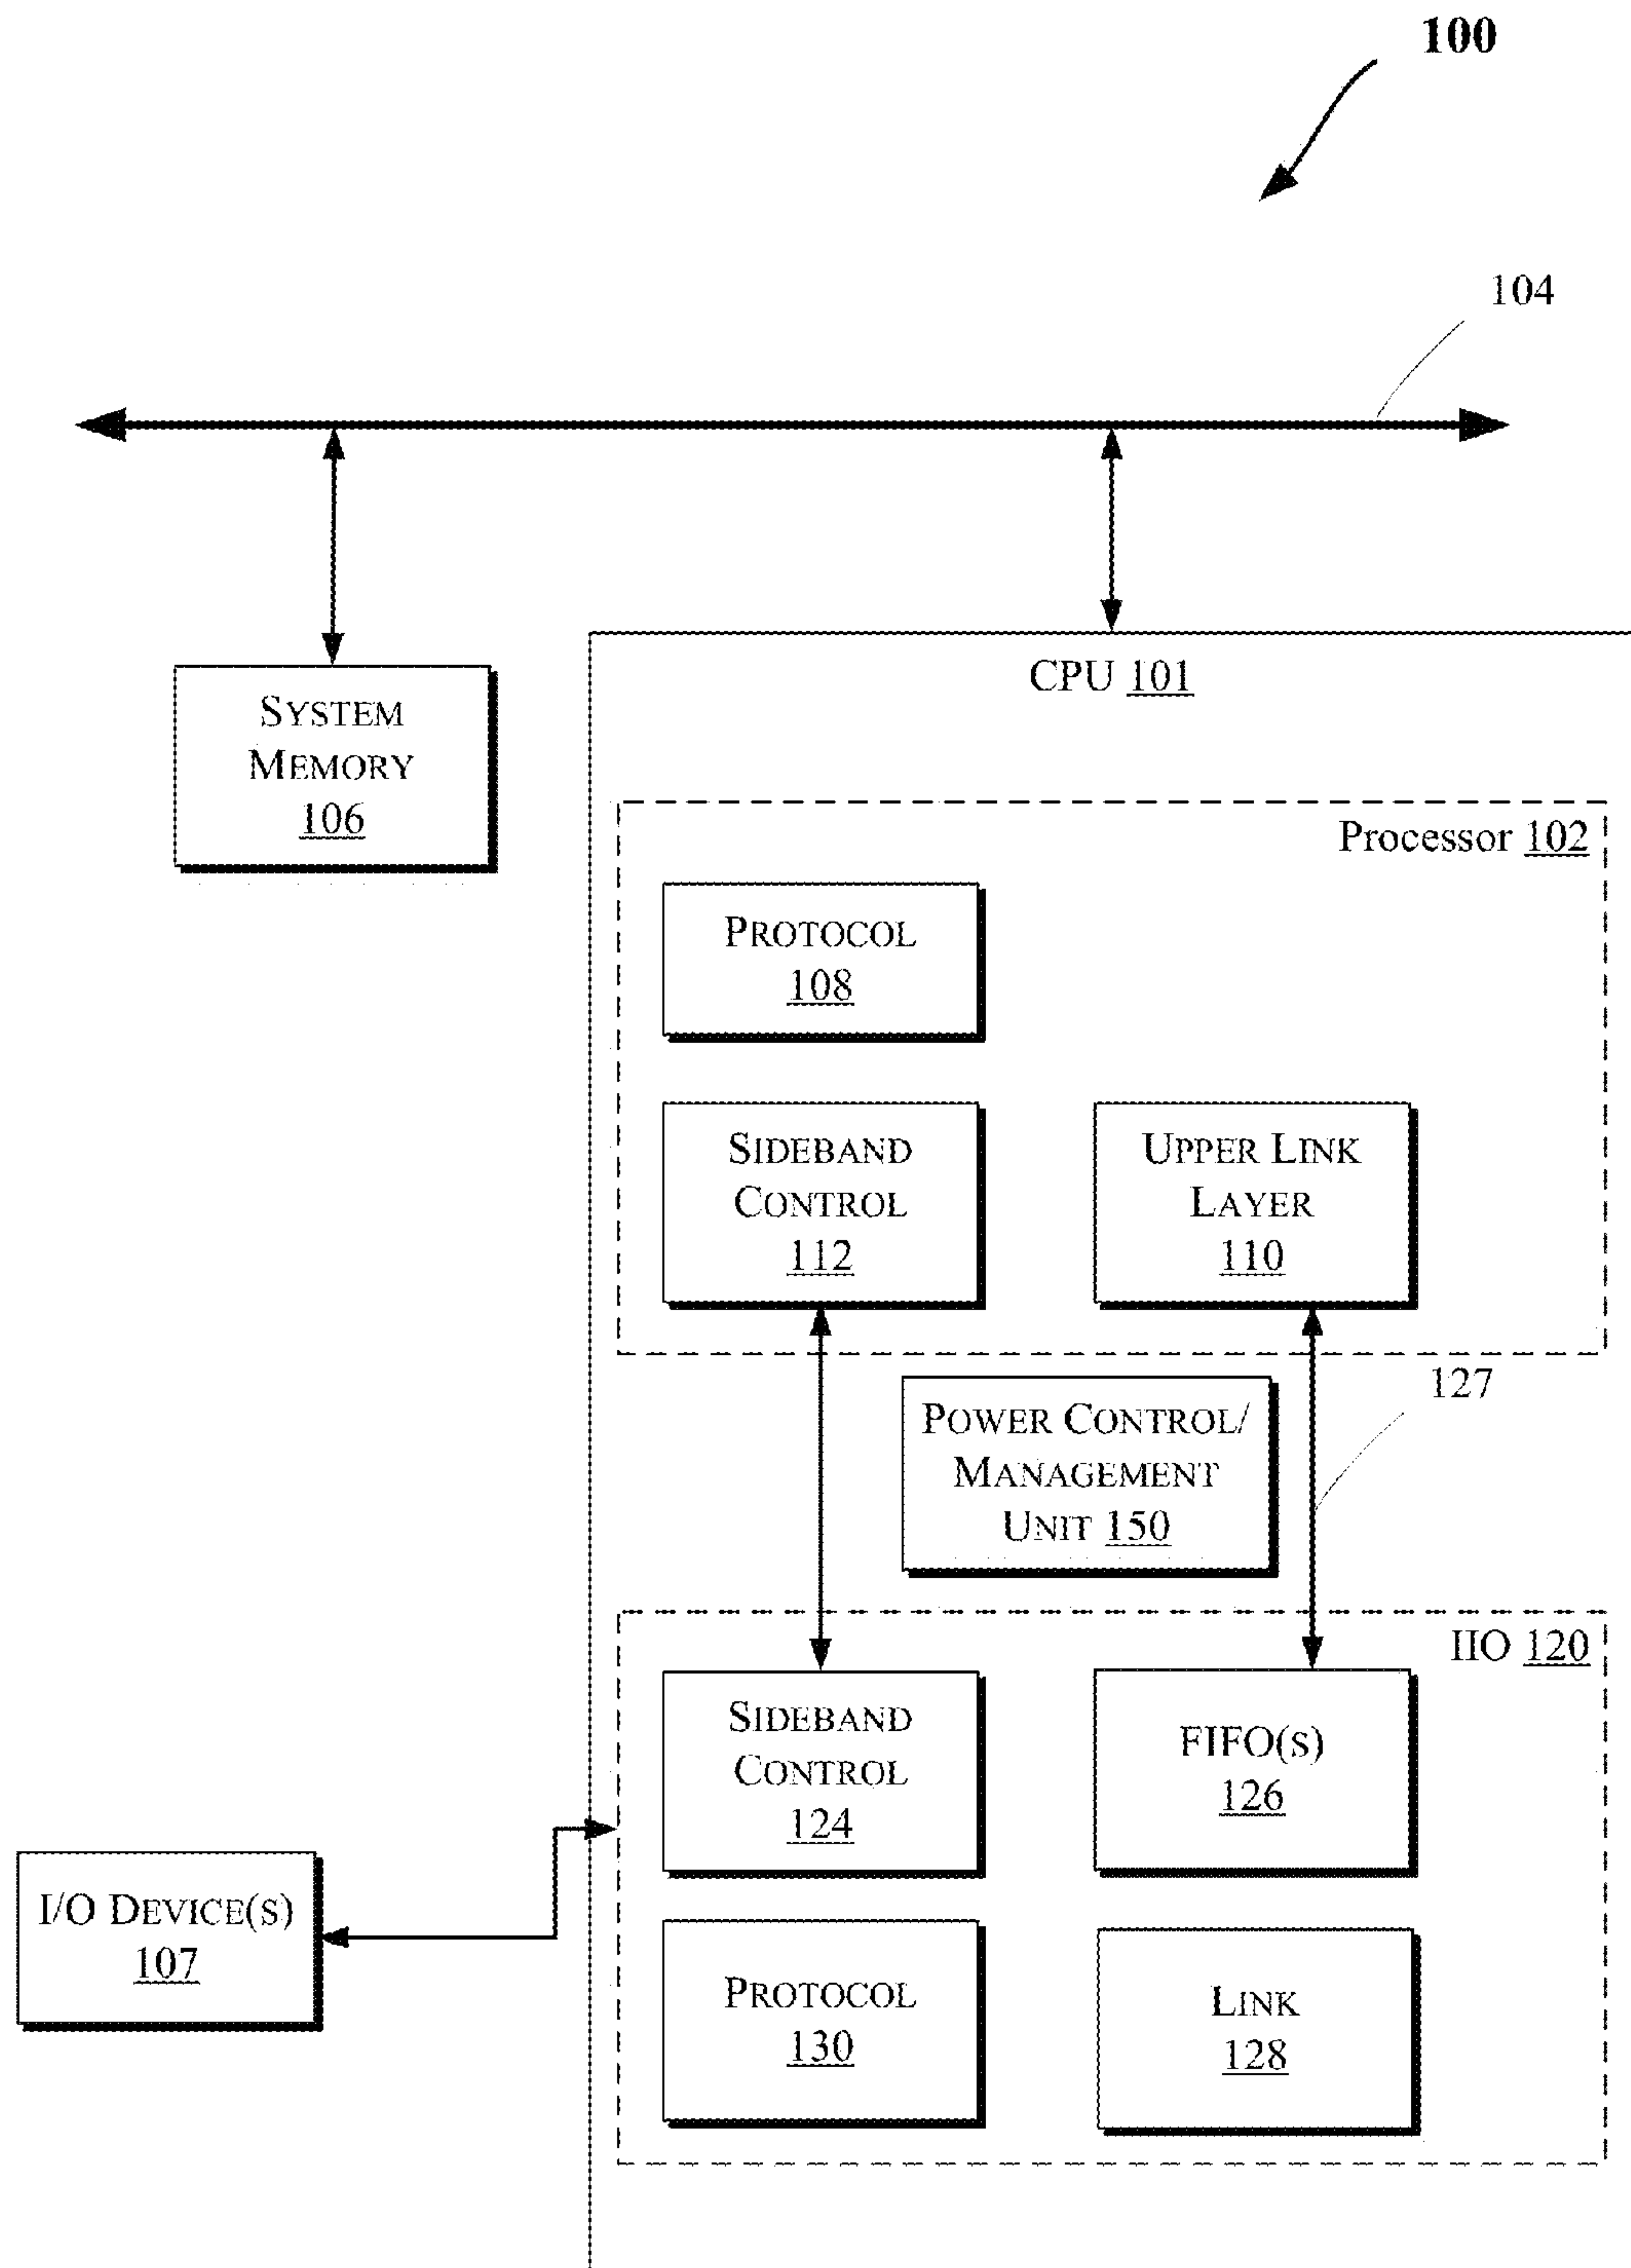 100
104
CPU 101
SYSTEM
MEMORY
106
Processor 102
PROTOCOL
108
SIDEBAND
CONTROL
112
UPPER LINK
LAYER
110
127
POWER CONTROL/
MANAGEMENT
UNIT 150
IIO 120
SIDEBAND
CONTROL
124
FIFO(S)
126
I/O DEVICE(S)
107
PROTOCOL
130
LINK
128